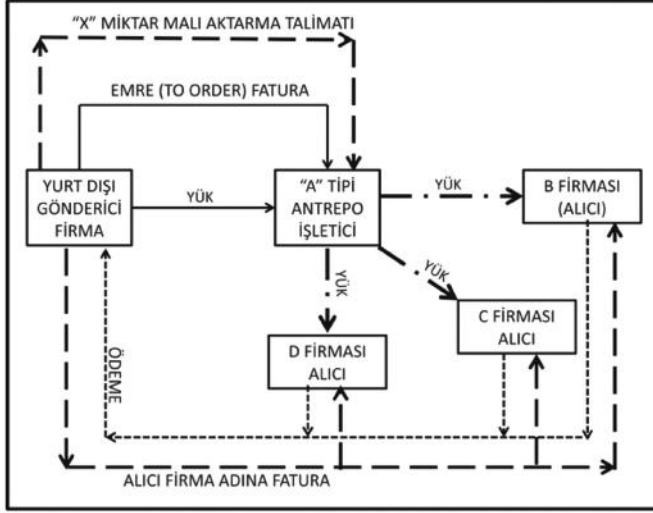 “X” MİKTAR MALI AKTARMA TALİMATI
EMRE (TO ORDER) FATURA
YURT DIŞI
GÖNDERİCİ
FİRMA
YÜK
“A” TİPİ
ANTREPO
İŞLETİCİ
YÜK
B FİRMASI
(ALICI)
YÜK
YÜK
C FİRMASI
ALICI
D FİRMASI
ALICI
ÖDEME
ALICI FİRMA ADINA FATURA